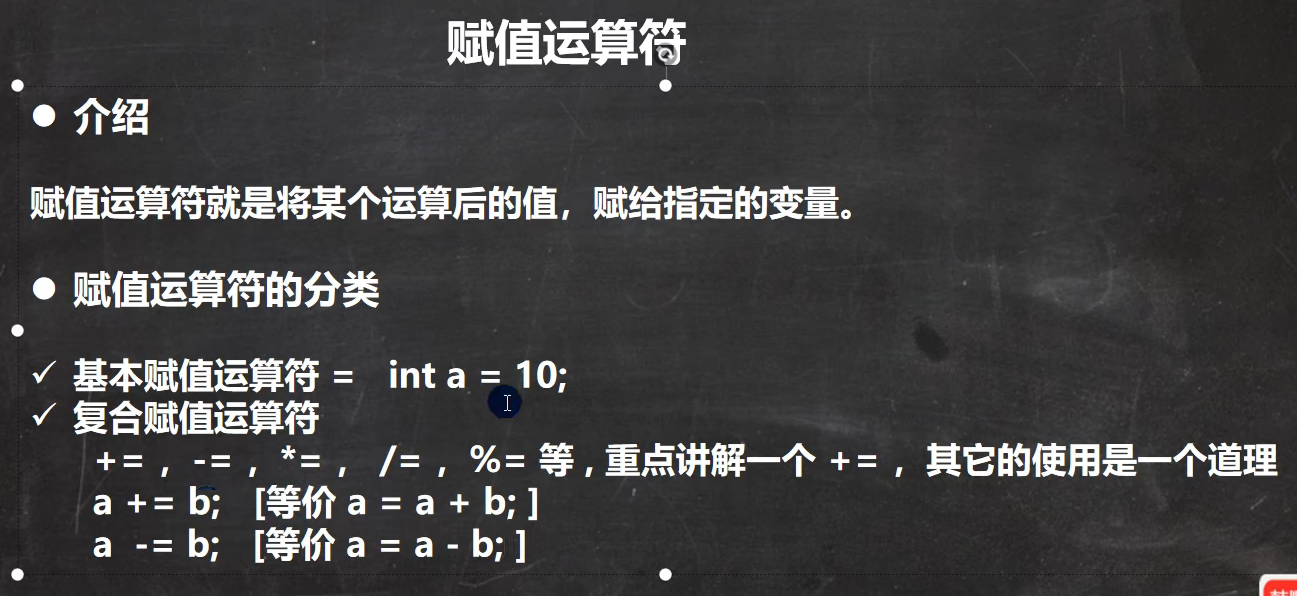 赋值运算符
介绍
赋值运算符就是将某个运算后的值，赋给指定的变量。
赋值运算符的分类
基本赋值运算符 = int a = 10;
复合赋值运算符
+= ，-= ，*= ， /= ，%= 等 , 重点讲解一个 += ，其它的使用是一个道理
a += b; [等价 a = a + b; ]
a -= b; [等价 a = a - b; ]